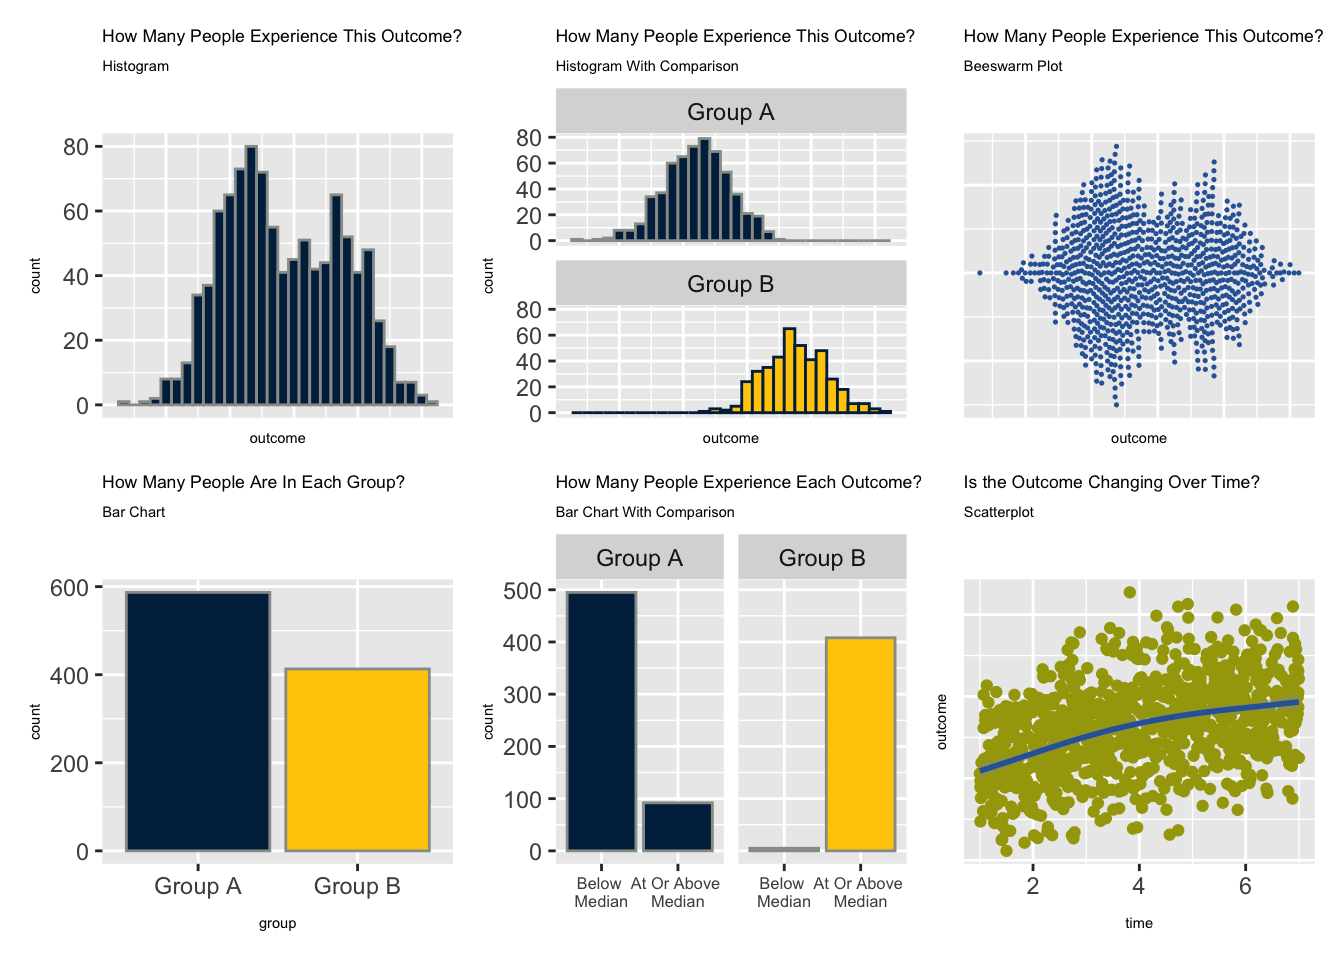 How Many People Experience This Outcome?
Histogram
80
60
40
20
0
count
outcome
How Many People Experience This Outcome?
Histogram With Comparison
Group A
80
60
40
20
0
Group B
80
60
40
20
0
count
outcome
How Many People Experience This Outcome?
Beeswarm Plot
outcome
How Many People Are In Each Group?
Bar Chart
600
400
200
0
count
Group A
Group B
group
How Many People Experience Each Outcome?
Bar Chart With Comparison
Group A
Group B
500
400
300
200
100
0
count
Below
Median
At Or Above
Median
Below
Median
At Or Above
Median
Is the Outcome Changing Over Time?
Scatterplot
outcome
2
4
6
time